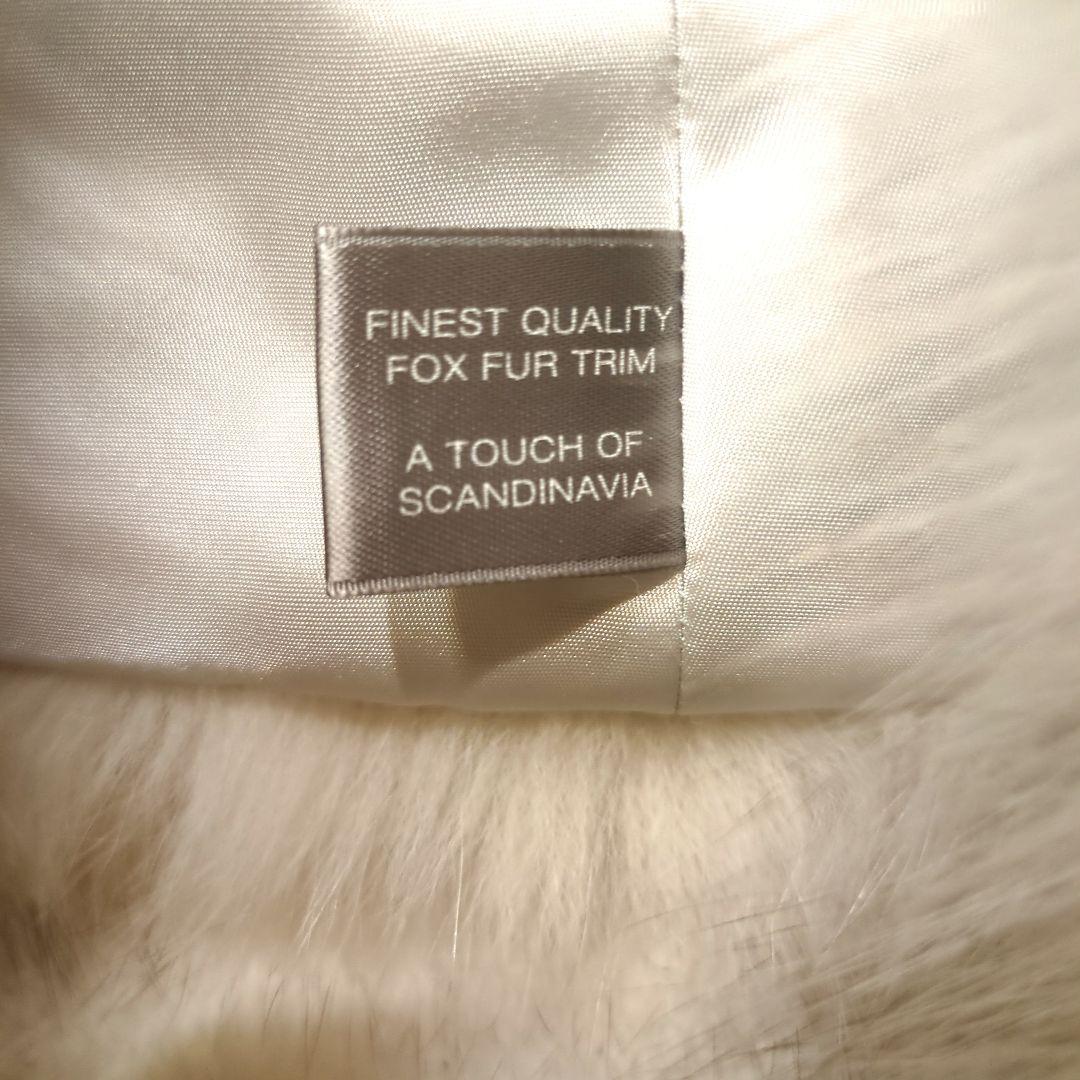 FINEST QUALITY
FOX FUR TRIM
A TOUCH OF
SCANDINAVIA